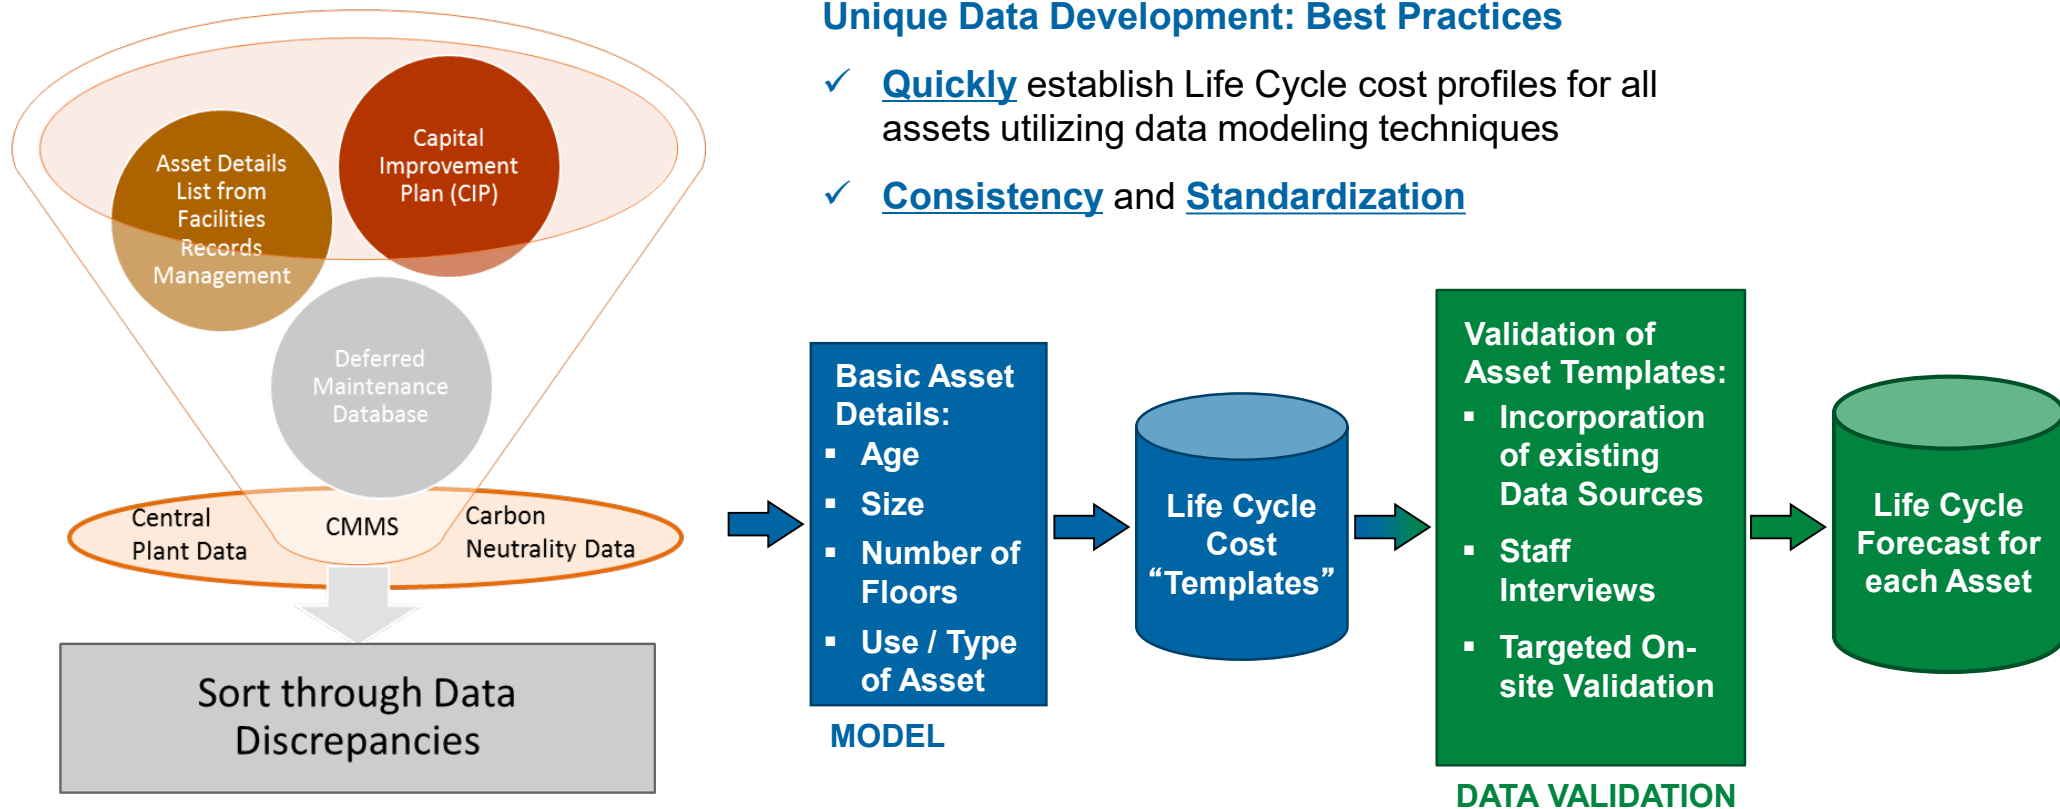 Unique Data Development: Best Practices
✓ Quickly establish Life Cycle cost profiles for all
assets utilizing data modeling techniques
✓ Consistency and Standardization
Asset Details
List from
Facilities
Records
Management
Capital
Improvement
Plan (CIP)
Deferred
Maintenance
Database
Central
Plant Data
CMMS
Carbon
Neutrality Data
Sort through Data
Discrepancies
Basic Asset
Details:
▪ Age
▪ Size
▪ Number of
Floors
▪ Use / Type
of Asset
MODEL
Life Cycle
Cost
“Templates”
Validation of
Asset Templates:
▪ Incorporation
of existing
Data Sources
▪ Staff
Interviews
▪ Targeted On-
site Validation
DATA VALIDATION
Life Cycle
Forecast for
each Asset